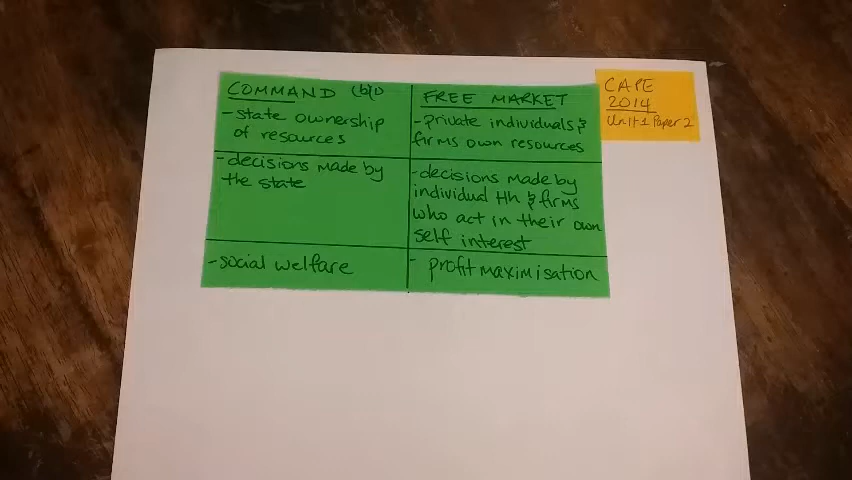 COMMAND (b)(i)
- state ownership
of resources
- decisions made by
the state
- social welfare
FREE MARKET
- private individuals &
firms own resources
- decisions made by
individual HH & firms
who act in their own
self interest
- profit maximisation
CAPE
2014
Unit 1 Paper 2